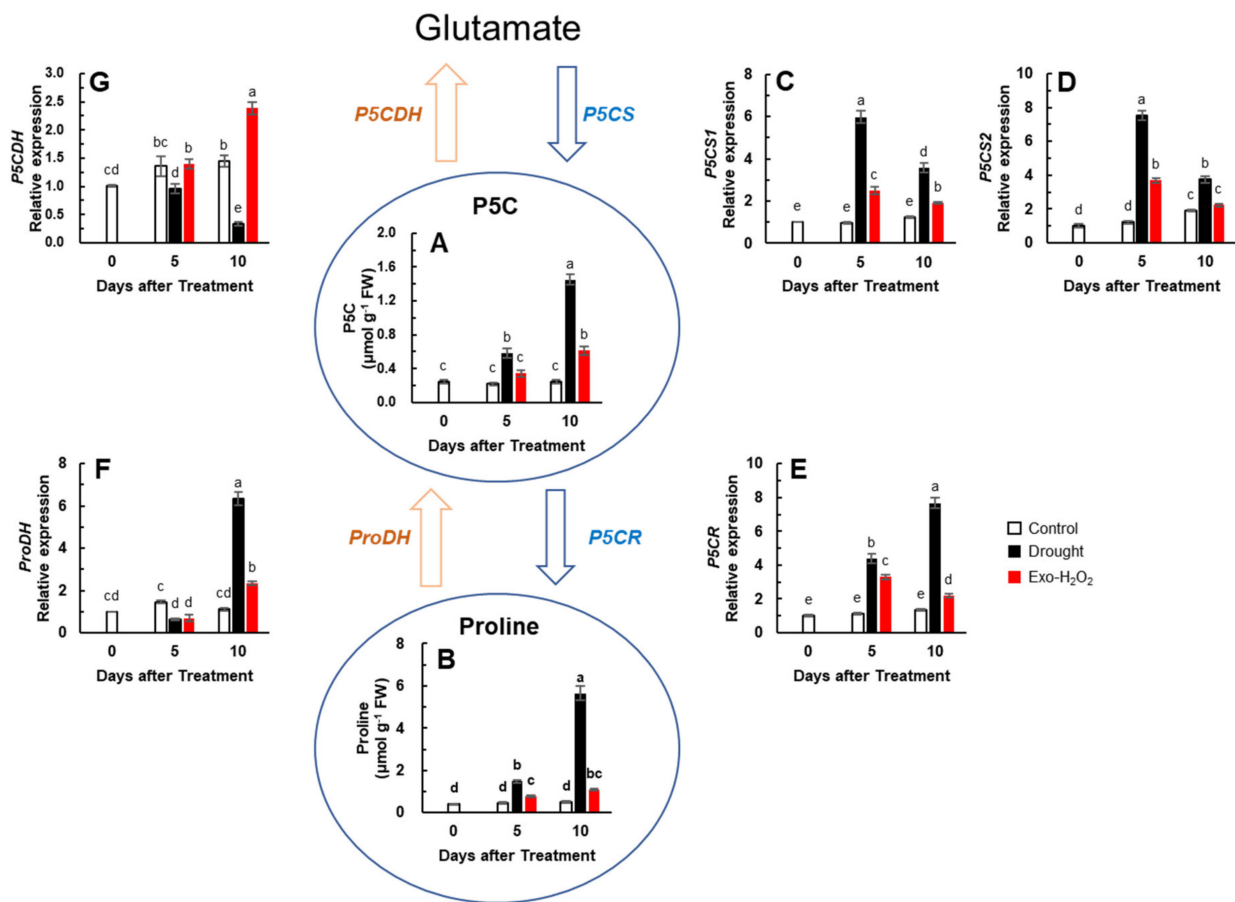 Glutamate
P5CDH
P5CS
G
P5CDH
Relative expression
3.0
2.5
2.0
1.5
1.0
0.5
0.0
cd
bc
d
b
b
e
a
0
5
10
Days after Treatment
C
P5CS1
Relative expression
8
6
4
2
0
e
e
a
c
e
d
b
0
5
10
Days after Treatment
D
P5CS2
Relative expression
10
8
6
4
2
0
d
d
a
b
c
b
c
0
5
10
Days after Treatment
P5C
A
P5C
(µmol g⁻¹ FW)
2.0
1.6
1.2
0.8
0.4
0.0
c
c
b
c
c
a
b
0
5
10
Days after Treatment
F
ProDH
Relative expression
8
6
4
2
0
cd
c
d
d
cd
a
b
0
5
10
Days after Treatment
ProDH
P5CR
E
P5CR
Relative expression
10
8
6
4
2
0
e
e
b
c
e
a
d
0
5
10
Days after Treatment
Control
Drought
Exo-H₂O₂
Proline
B
Proline
(µmol g⁻¹ FW)
8
6
4
2
0
d
d
b
c
d
a
bc
0
5
10
Days after Treatment